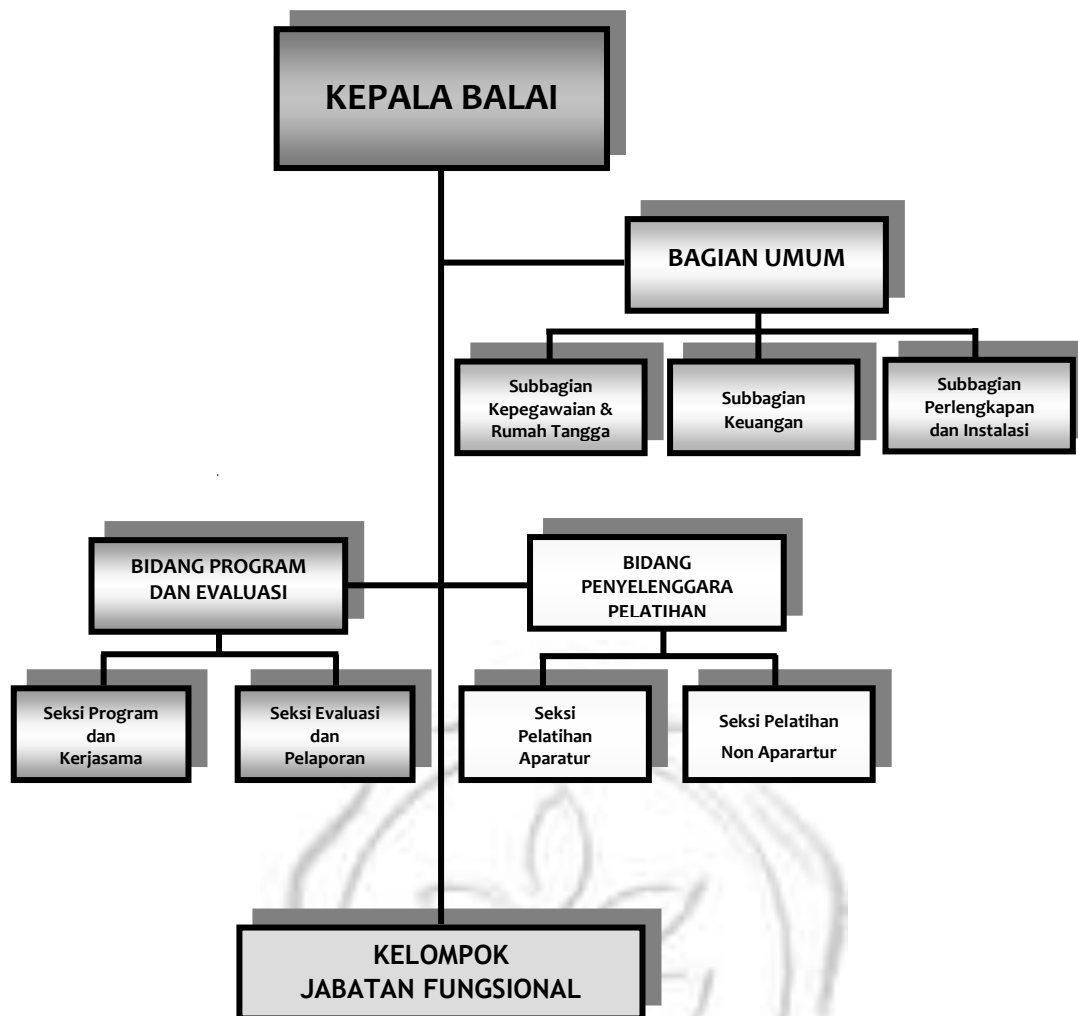 KEPALA BALAI
BAGIAN UMUM
Subbagian
Kepegawaian &
Rumah Tangga
Subbagian
Keuangan
Subbagian
Perlengkapan
dan Instalasi
BIDANG PROGRAM
DAN EVALUASI
BIDANG
PENYELENGGARA
PELATIHAN
Seksi Program
dan
Kerjasama
Seksi Evaluasi
dan
Pelaporan
Seksi
Pelatihan
Aparatur
Seksi Pelatihan
Non Aparartur
KELOMPOK
JABATAN FUNGSIONAL